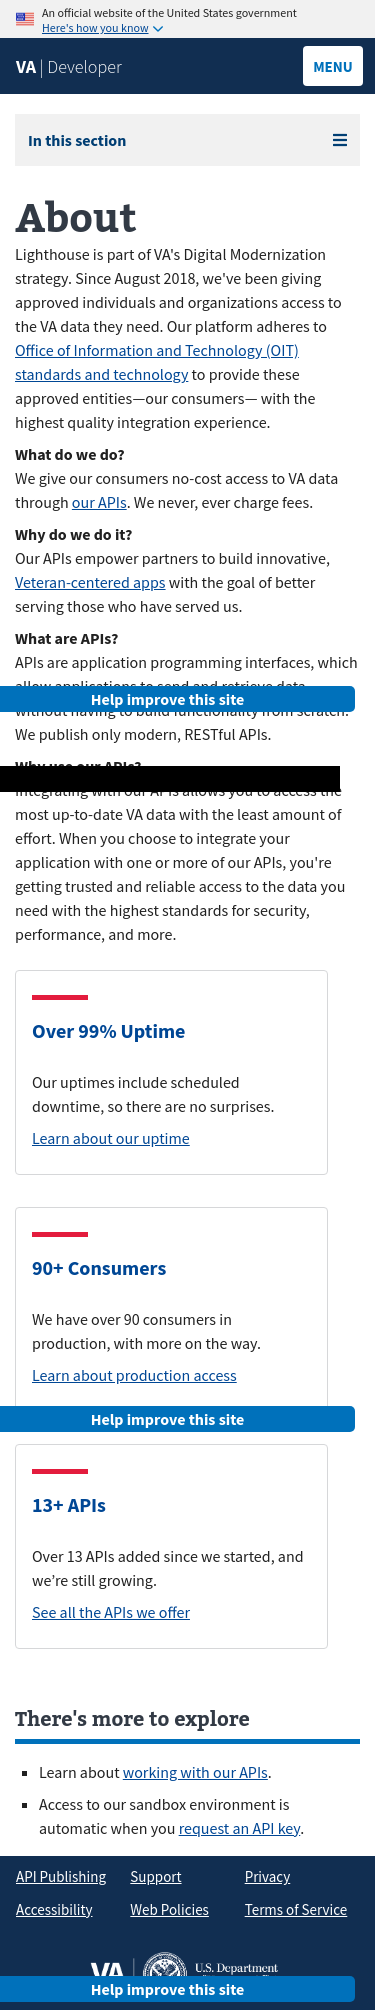 An official website of the United States government
Here's how you know
VA | Developer
MENU
In this section
About
Lighthouse is part of VA's Digital Modernization
strategy. Since August 2018, we've been giving
approved individuals and organizations access to
the VA data they need. Our platform adheres to
Office of Information and Technology (OIT)
standards and technology to provide these
approved entities—our consumers— with the
highest quality integration experience.
What do we do?
We give our consumers no-cost access to VA data
through our APIs. We never, ever charge fees.
Why do we do it?
Our APIs empower partners to build innovative,
Veteran-centered apps with the goal of better
serving those who have served us.
What are APIs?
APIs are application programming interfaces, which
allow applications to send and retrieve data
Help improve this site
without having to build functionality from scratch.
We publish only modern, RESTful APIs.
Why use our APIs?
Integrating with our APIs allows you to access the
most up-to-date VA data with the least amount of
effort. When you choose to integrate your
application with one or more of our APIs, you're
getting trusted and reliable access to the data you
need with the highest standards for security,
performance, and more.
Over 99% Uptime
Our uptimes include scheduled
downtime, so there are no surprises.
Learn about our uptime
90+ Consumers
We have over 90 consumers in
production, with more on the way.
Learn about production access
Help improve this site
13+ APIs
Over 13 APIs added since we started, and
we’re still growing.
See all the APIs we offer
There's more to explore
Learn about working with our APIs.
Access to our sandbox environment is
automatic when you request an API key.
API Publishing Support Privacy
Accessibility Web Policies Terms of Service
VA U.S. Department
Help improve this site